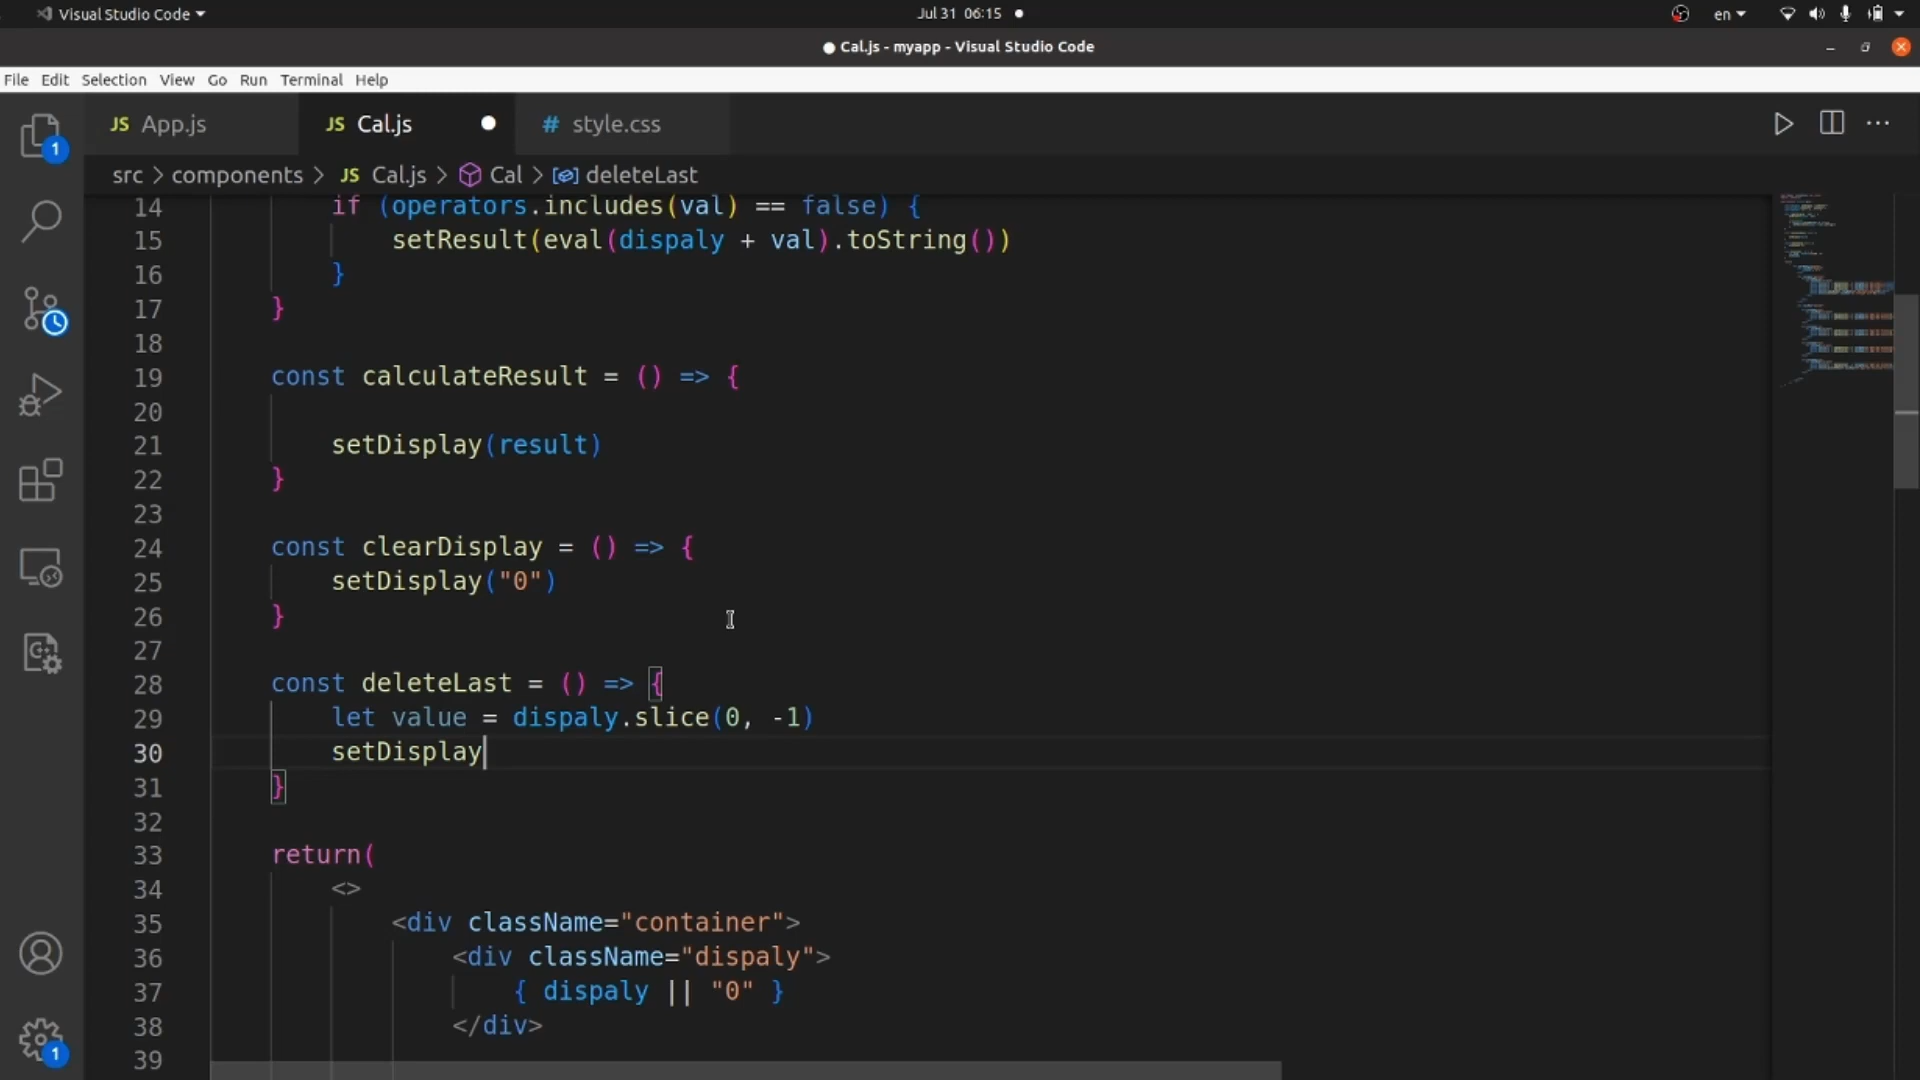 Visual Studio Code
Jul 31 06:15
en
Cal.js - myapp - Visual Studio Code
File Edit Selection View Go Run Terminal Help
1
JS App.js
JS Cal.js
# style.css
src > components > JS Cal.js > Cal > deleteLast
14 if (operators.includes(val) == false) {
15 setResult(eval(dispaly + val).toString())
16 }
17 }
18
19 const calculateResult = () => {
20
21 setDisplay(result)
22 }
23
24 const clearDisplay = () => {
25 setDisplay("0")
26 }
27
28 const deleteLast = () => {
29 let value = dispaly.slice(0, -1)
30 setDisplay
31 }
32
33 return(
34 <>
35 <div className="container">
36 <div className="dispaly">
37 { dispaly || "0" }
38 </div>
39
1